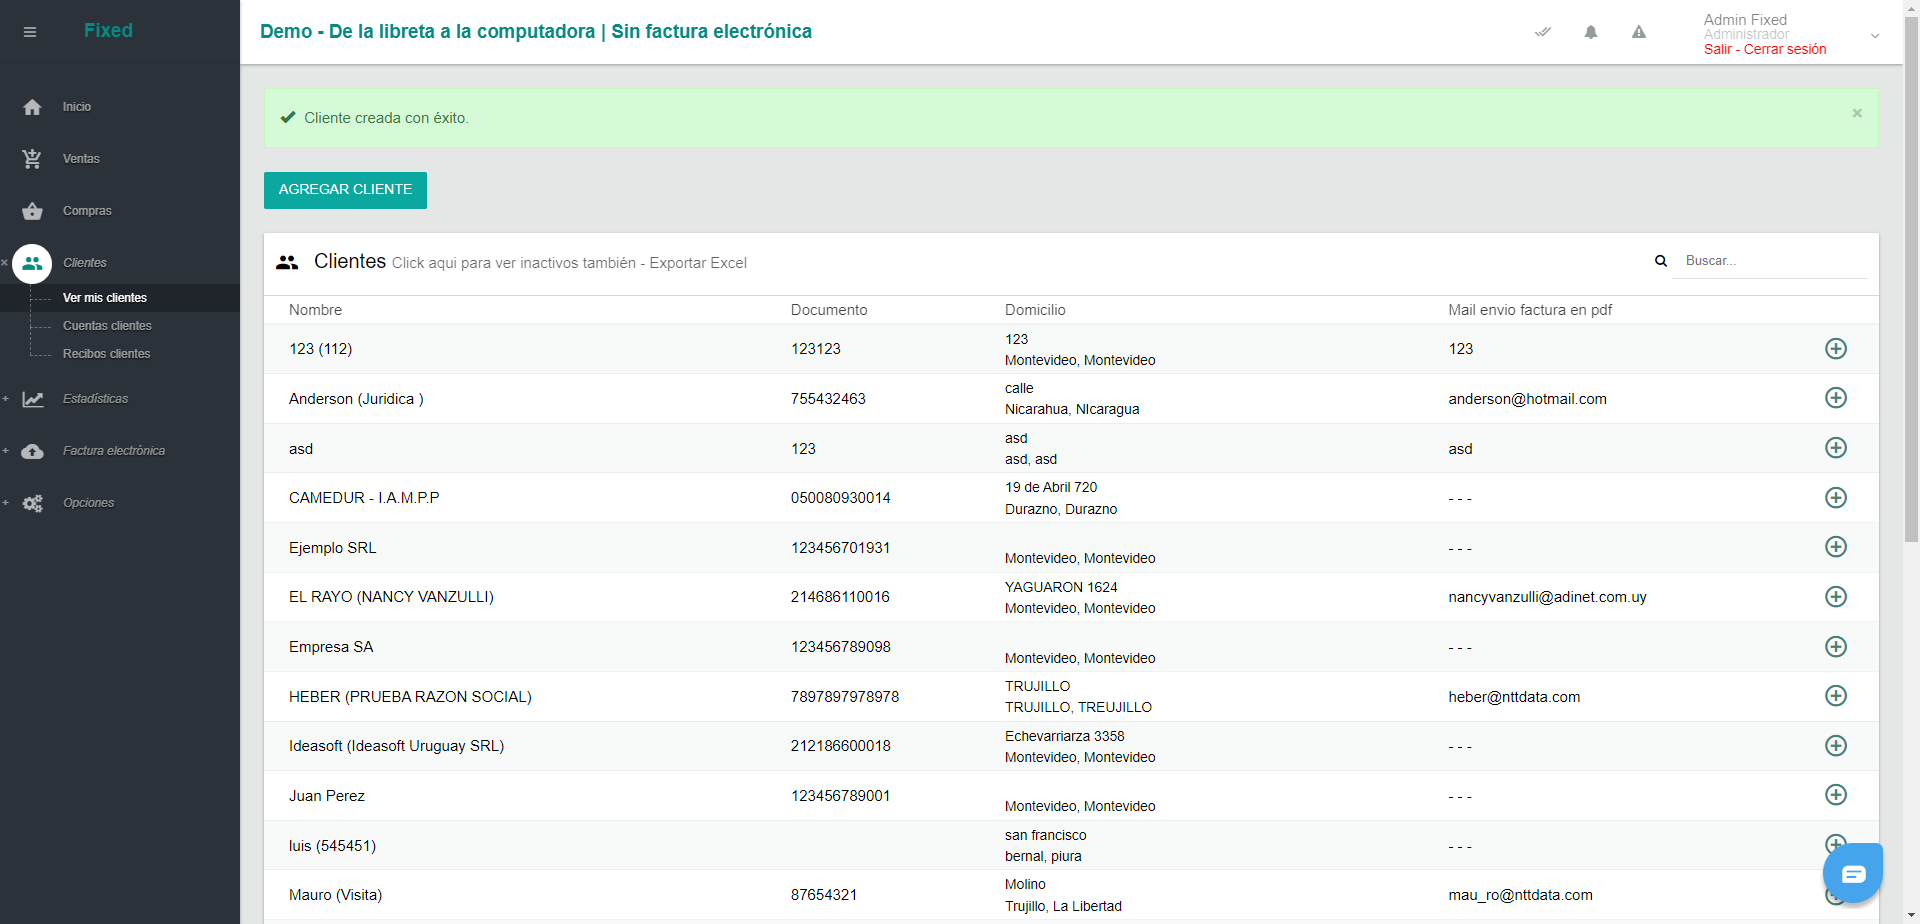 Fixed
Demo - De la libreta a la computadora | Sin factura electrónica
Admin Fixed
Administrador
Salir - Cerrar sesión
Inicio
Ventas
Compras
Clientes
Ver mis clientes
Cuentas clientes
Recibos clientes
Estadísticas
Factura electrónica
Opciones
Cliente creada con éxito.
AGREGAR CLIENTE
Clientes Click aqui para ver inactivos también - Exportar Excel
Buscar...
Nombre Documento Domicilio Mail envio factura en pdf
123 (112) 123123 123
Montevideo, Montevideo 123
Anderson (Juridica ) 755432463 calle
Nicarahua, NIcaragua anderson@hotmail.com
asd 123 asd
asd, asd asd
CAMEDUR - I.A.M.P.P 050080930014 19 de Abril 720
Durazno, Durazno - - -
Ejemplo SRL 123456701931
Montevideo, Montevideo - - -
EL RAYO (NANCY VANZULLI) 214686110016 YAGUARON 1624
Montevideo, Montevideo nancyvanzulli@adinet.com.uy
Empresa SA 123456789098
Montevideo, Montevideo - - -
HEBER (PRUEBA RAZON SOCIAL) 7897897978978 TRUJILLO
TRUJILLO, TREUJILLO heber@nttdata.com
Ideasoft (Ideasoft Uruguay SRL) 212186600018 Echevarriarza 3358
Montevideo, Montevideo - - -
Juan Perez 123456789001
Montevideo, Montevideo - - -
luis (545451) san francisco
bernal, piura - - -
Mauro (Visita) 87654321 Molino
Trujillo, La Libertad mau_ro@nttdata.com